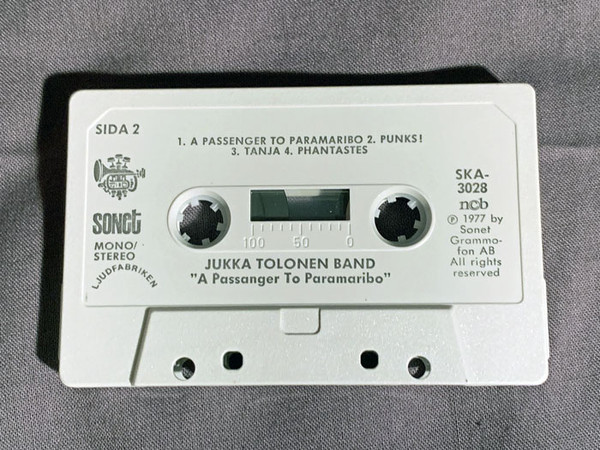 SIDA 2
1. A PASSENGER TO PARAMARIBO 2. PUNKS!
3. TANJA 4. PHANTASTES
SKA-
3028
ncb
℗ 1977 by
Sonet
Grammo-
fon AB
All rights
reserved
sonet
MONO/
STEREO
LJUDFABRIKEN
100 50 0
JUKKA TOLONEN BAND
"A Passanger To Paramaribo"